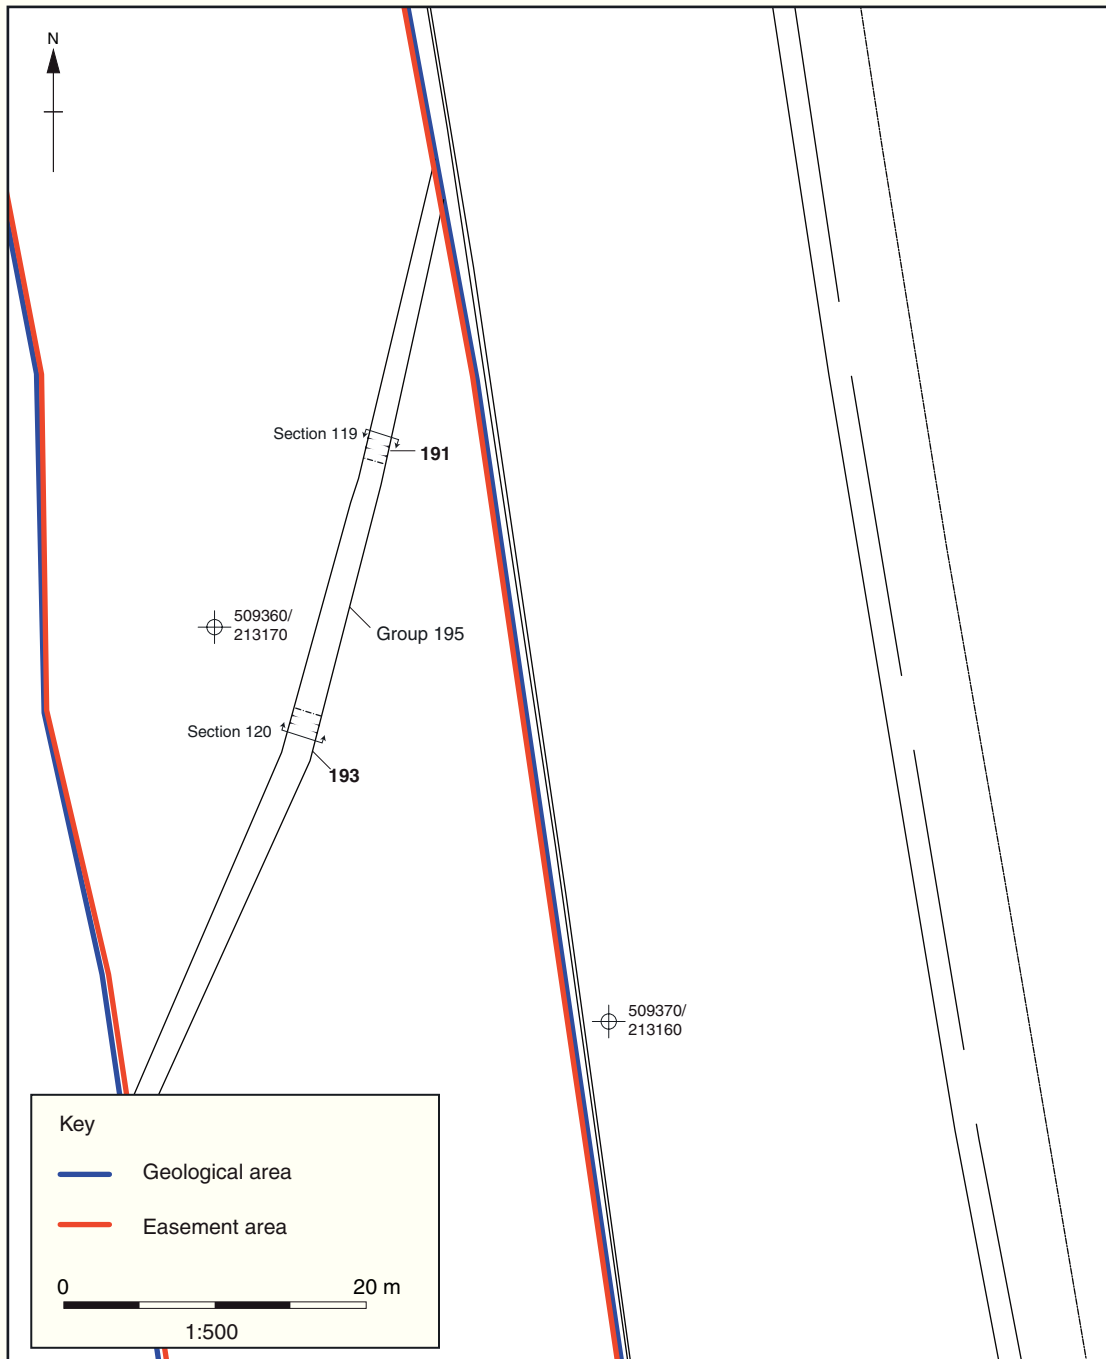 N
Section 119
191
509360/
213170
Group 195
Section 120
193
509370/
213160
Key
Geological area
Easement area
0 20 m
1:500